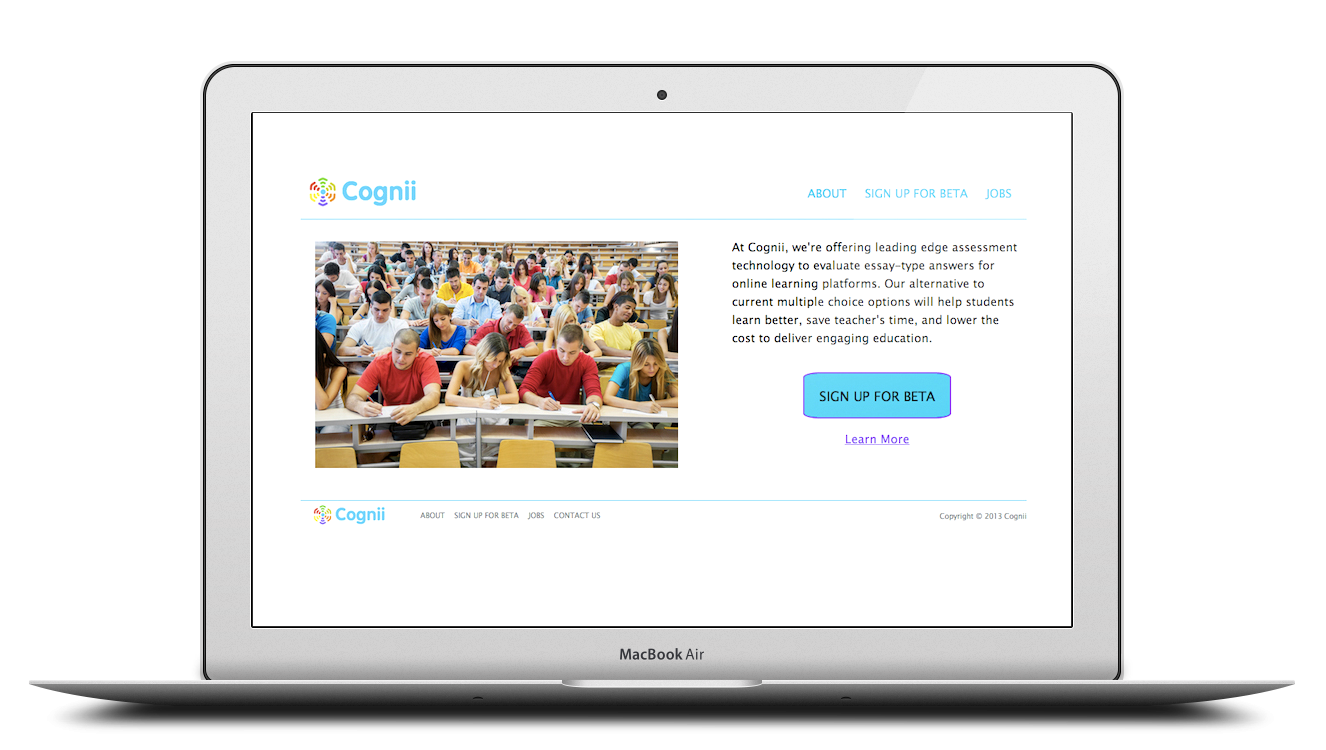 Cognii
ABOUT SIGN UP FOR BETA JOBS
At Cognii, we're offering leading edge assessment
technology to evaluate essay-type answers for
online learning platforms. Our alternative to
current multiple choice options will help students
learn better, save teacher's time, and lower the
cost to deliver engaging education.
SIGN UP FOR BETA
Learn More
Cognii ABOUT SIGN UP FOR BETA JOBS CONTACT US Copyright © 2013 Cognii
MacBook Air